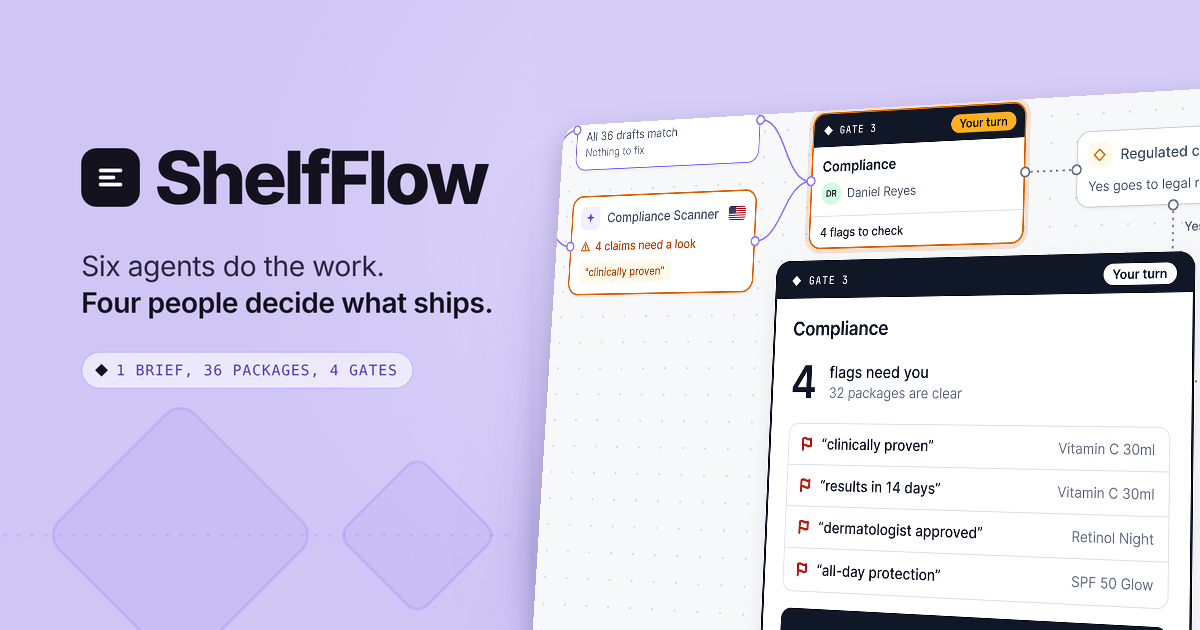 ShelfFlow
Six agents do the work.
Four people decide what ships.
1 BRIEF, 36 PACKAGES, 4 GATES
All 36 drafts match
Nothing to fix
Compliance Scanner
4 claims need a look
"clinically proven"
GATE 3
Your turn
Compliance
DR Daniel Reyes
4 flags to check
Regulated c
Yes goes to legal r
Yes
GATE 3
Your turn
Compliance
4 flags need you
32 packages are clear
“clinically proven” Vitamin C 30ml
“results in 14 days” Vitamin C 30ml
“dermatologist approved” Retinol Night
“all-day protection” SPF 50 Glow